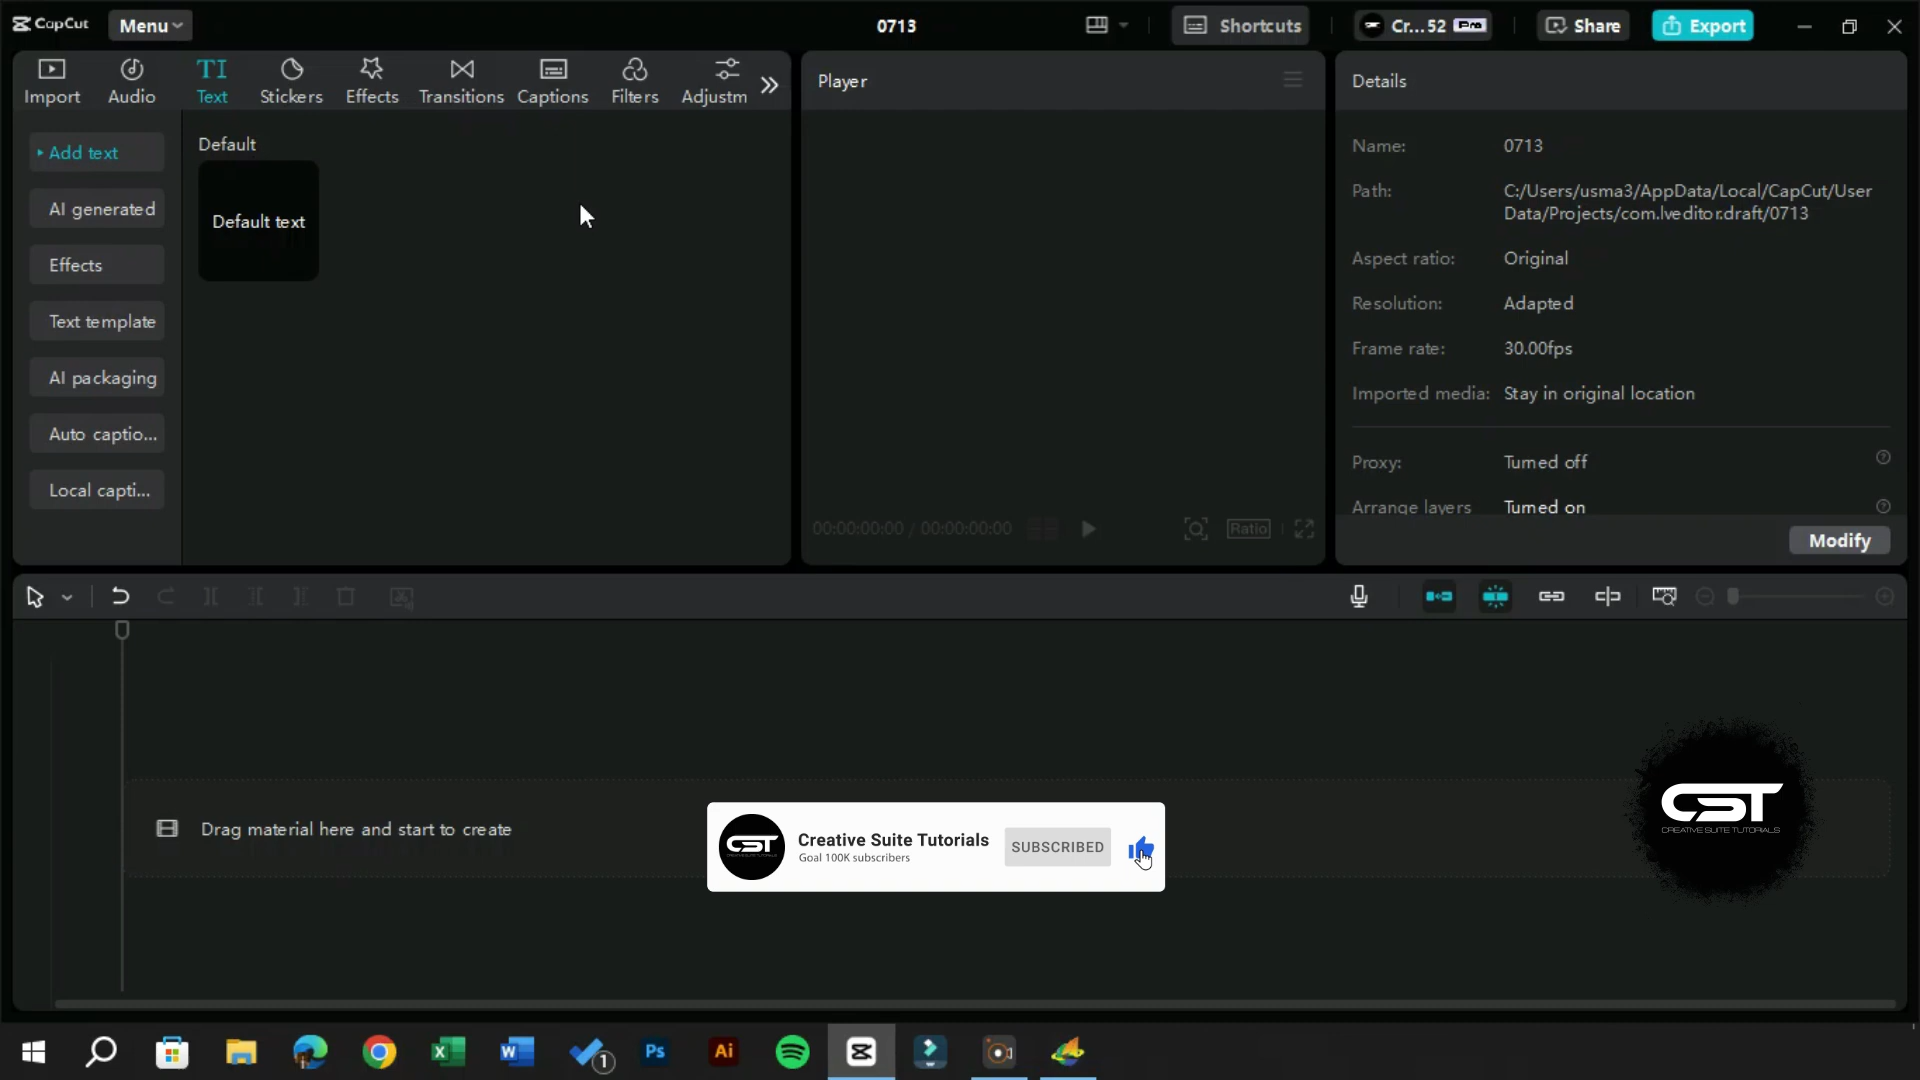 CapCut
Menu
0713
Shortcuts
Cr...52 Pro
Share
Export
Import
Audio
TI
Text
Stickers
Effects
Transitions
Captions
Filters
Adjustm
Player
Details
Add text
AI generated
Effects
Text template
AI packaging
Auto captio...
Local capti...
Default
Default text
00:00:00:00 / 00:00:00:00
Ratio
Name: 0713
Path: C:/Users/usma3/AppData/Local/CapCut/User
Data/Projects/com.lveditor.draft/0713
Aspect ratio: Original
Resolution: Adapted
Frame rate: 30.00fps
Imported media: Stay in original location
Proxy: Turned off
Arrange layers Turned on
Modify
Drag material here and start to create
CST
Creative Suite Tutorials
Goal 100K subscribers
SUBSCRIBED
CST
CREATIVE SUITE TUTORIALS
1
Ps
Ai